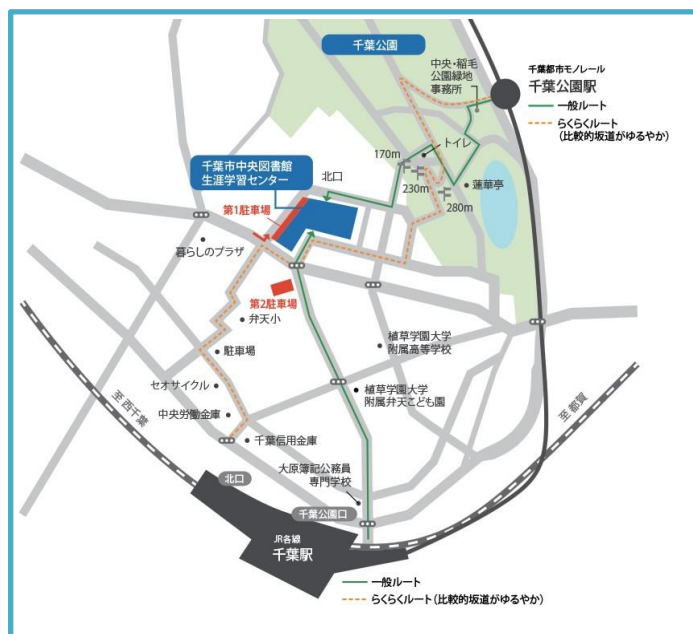 千葉公園
中央・稲毛
公園緑地
事務所
千葉都市モノレール
千葉公園駅
一般ルート
らくらくルート
(比較的坂道がゆるやか)
トイレ
170m
230m
280m
蓮華亭
北口
千葉市中央図書館
生涯学習センター
第1駐車場
暮らしのプラザ
第2駐車場
弁天小
駐車場
植草学園大学
附属高等学校
セオサイクル
植草学園大学
附属弁天こども園
中央労働金庫
至西千葉
至都賀
千葉信用金庫
大原簿記公務員
専門学校
北口
千葉公園口
JR各線
千葉駅
一般ルート
らくらくルート(比較的坂道がゆるやか)